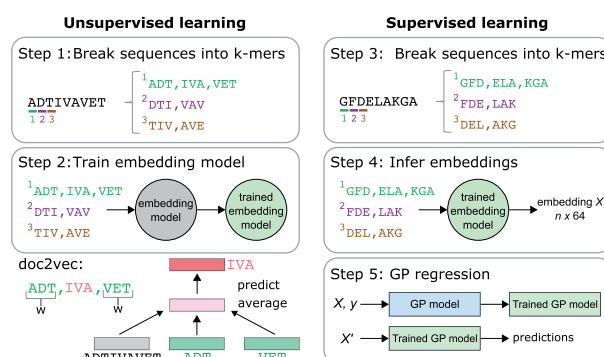 Unsupervised learning
Step 1:Break sequences into k-mers
ADTIVAVET
1 2 3
1ADT,IVA,VET
2DTI,VAV
3TIV,AVE
Step 2:Train embedding model
1ADT,IVA,VET
2DTI,VAV
3TIV,AVE
embedding
model
trained
embedding
model
doc2vec:
ADT,IVA,VET
w
w
IVA
predict
average
ADTIVAVET
ADT
VET
Supervised learning
Step 3: Break sequences into k-mers
GFDELAKGA
1 2 3
1GFD,ELA,KGA
2FDE,LAK
3DEL,AKG
Step 4: Infer embeddings
1GFD,ELA,KGA
2FDE,LAK
3DEL,AKG
trained
embedding
model
embedding X
n x 64
Step 5: GP regression
X, y
GP model
Trained GP model
X'
Trained GP model
predictions